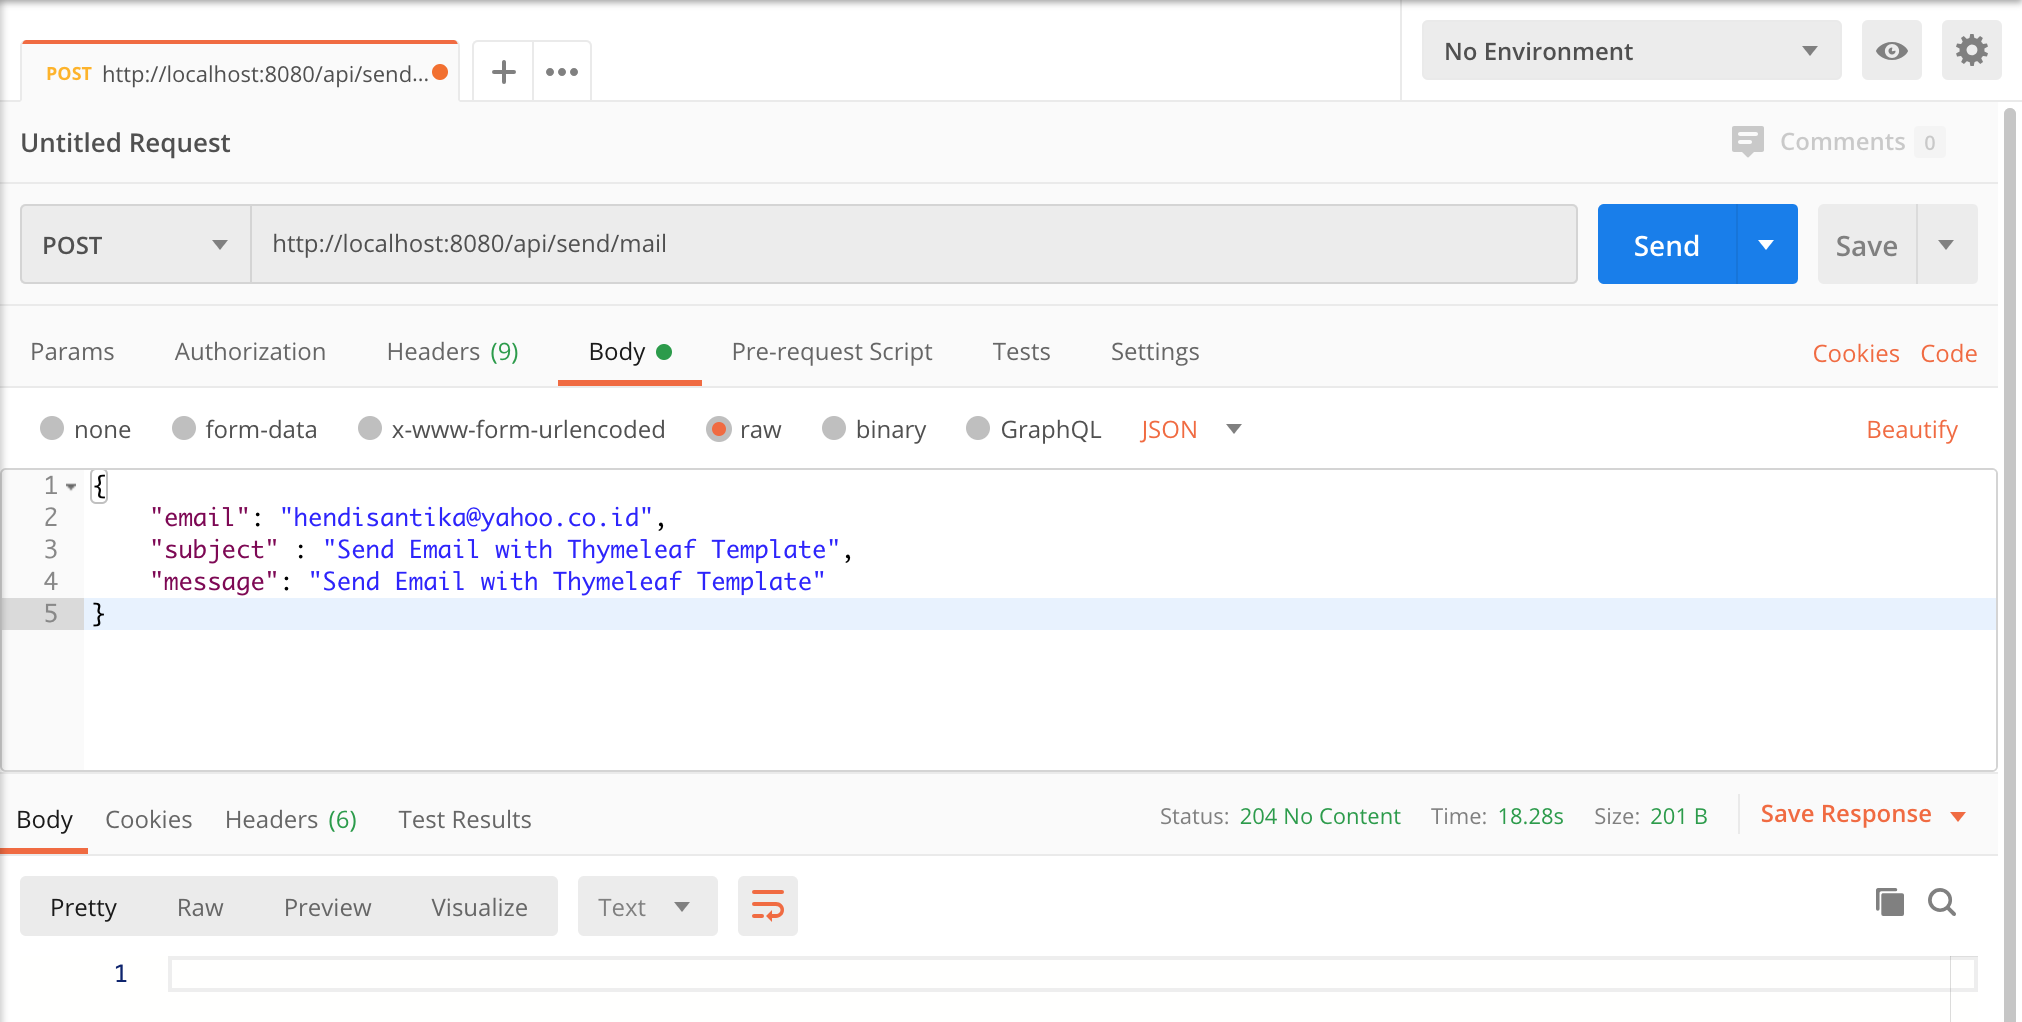 POST http://localhost:8080/api/send...
No Environment
Untitled Request
Comments 0
POST http://localhost:8080/api/send/mail Send Save
Params Authorization Headers (9) Body Pre-request Script Tests Settings Cookies Code
none form-data x-www-form-urlencoded raw binary GraphQL JSON Beautify
1 {
2 "email": "hendisantika@yahoo.co.id",
3 "subject" : "Send Email with Thymeleaf Template",
4 "message": "Send Email with Thymeleaf Template"
5 }
Body Cookies Headers (6) Test Results Status: 204 No Content Time: 18.28s Size: 201 B Save Response
Pretty Raw Preview Visualize Text
1